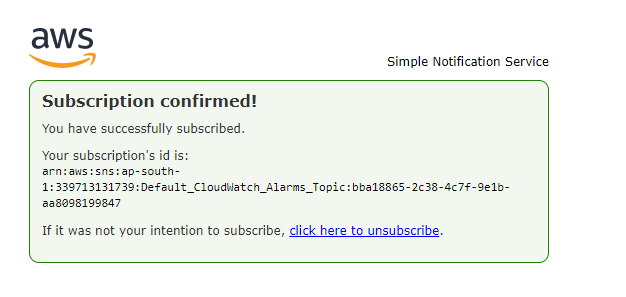 aws
Simple Notification Service
Subscription confirmed!
You have successfully subscribed.
Your subscription's id is:
arn:aws:sns:ap-south-
1:339713131739:Default_CloudWatch_Alarms_Topic:bba18865-2c38-4c7f-9e1b-
aa8098199847
If it was not your intention to subscribe, click here to unsubscribe.